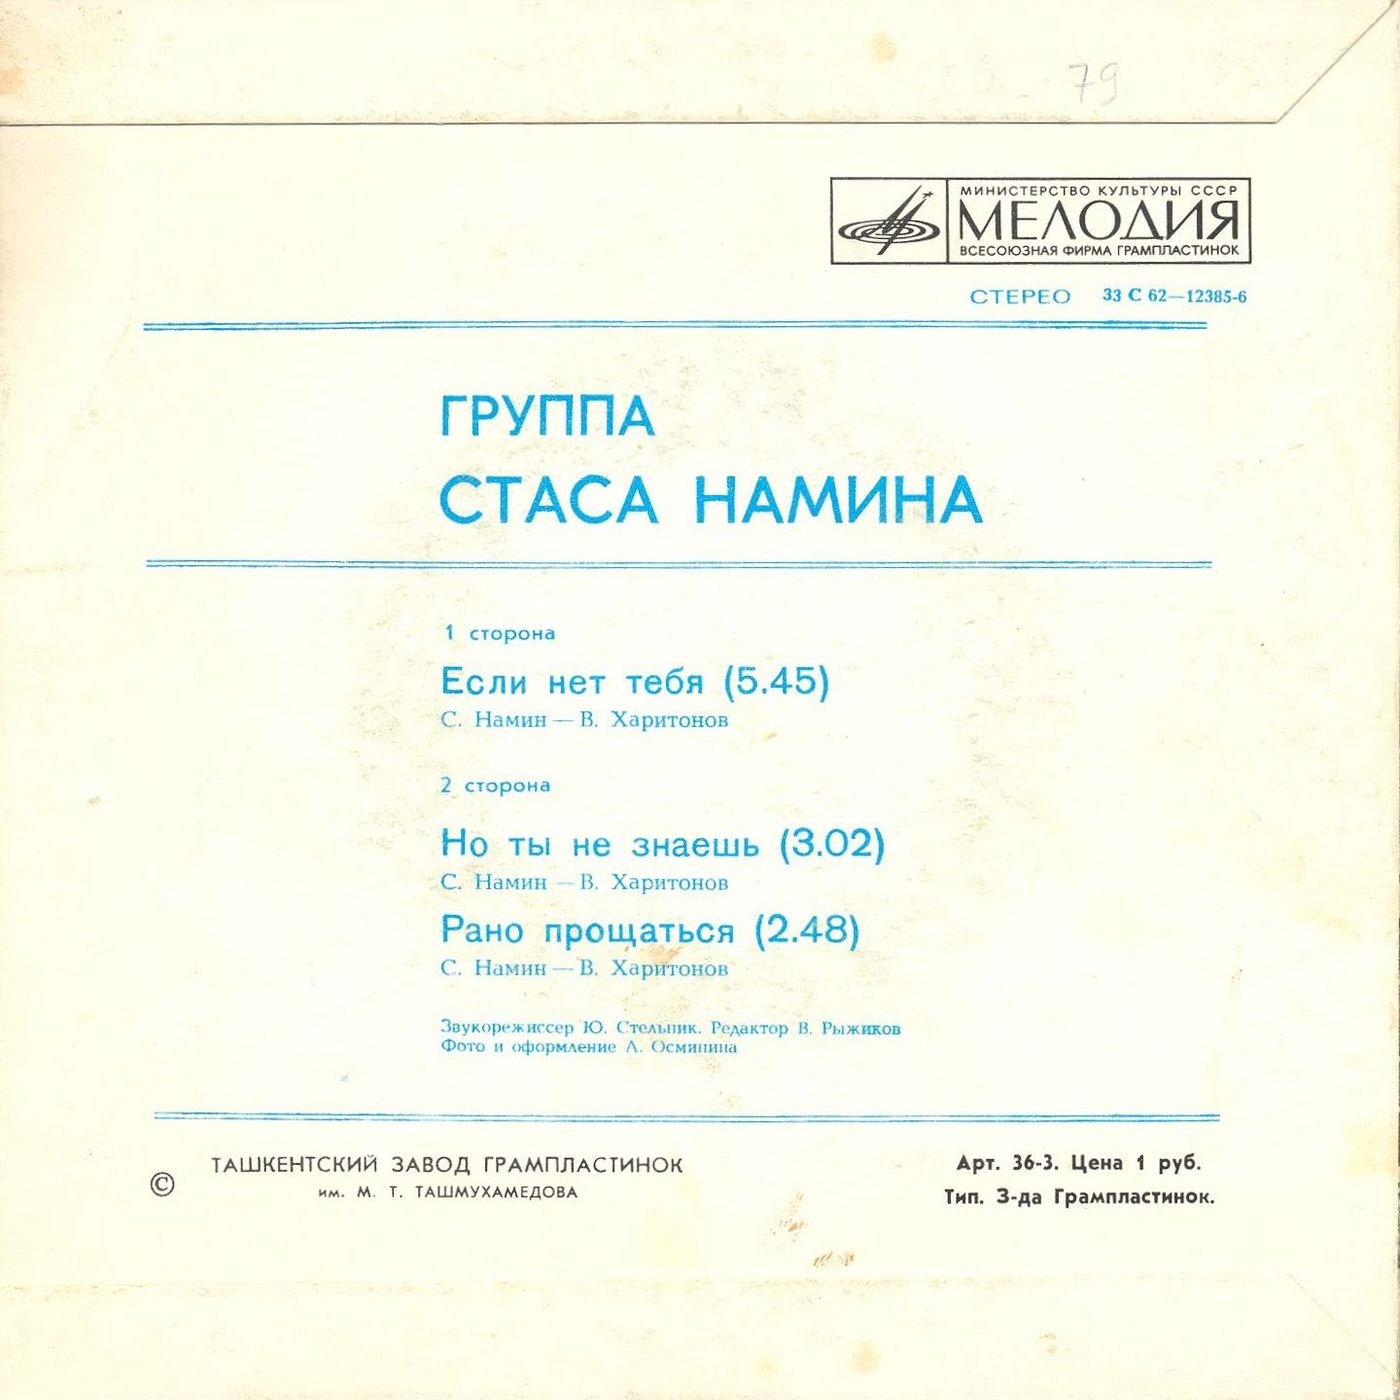 79
МИНИСТЕРСТВО КУЛЬТУРЫ СССР
МЕЛОДИЯ
ВСЕСОЮЗНАЯ ФИРМА ГРАМПЛАСТИНОК
СТЕРЕО 33 С 62—12385-6
ГРУППА
СТАСА НАМИНА
1 сторона
Если нет тебя (5.45)
С. Намин — В. Харитонов
2 сторона
Но ты не знаешь (3.02)
С. Намин — В. Харитонов
Рано прощаться (2.48)
С. Намин — В. Харитонов
Звукорежиссер Ю. Стельник. Редактор В. Рыжиков
Фото и оформление Л. Осминина
© ТАШКЕНТСКИЙ ЗАВОД ГРАМПЛАСТИНОК
им. М. Т. ТАШМУХАМЕДОВА
Арт. 36-3. Цена 1 руб.
Тип. З-да Грампластинок.